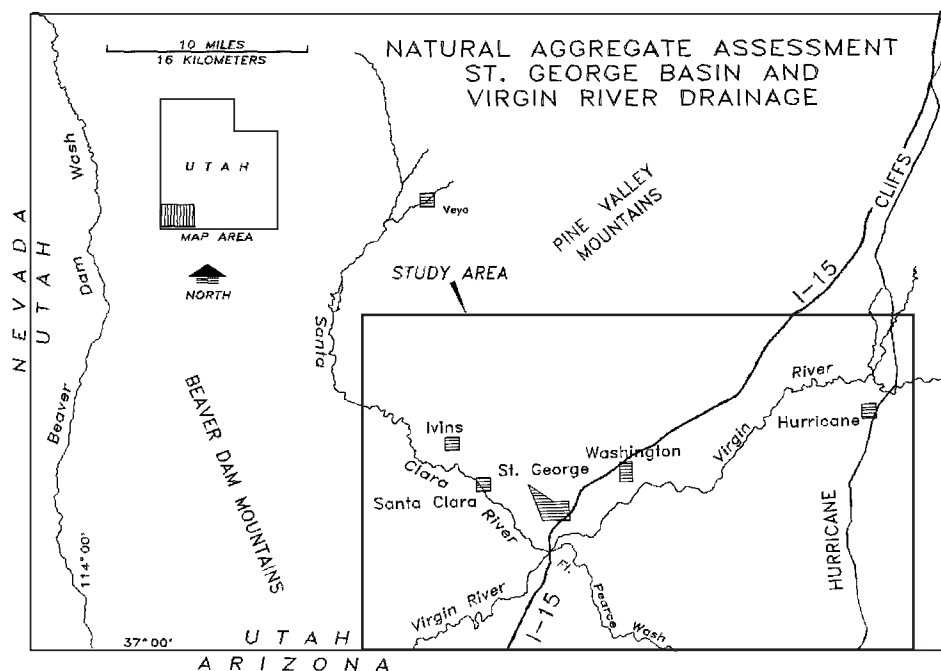 10 MILES
16 KILOMETERS
NATURAL AGGREGATE ASSESSMENT
ST. GEORGE BASIN AND
VIRGIN RIVER DRAINAGE
UTAH
MAP AREA
NORTH
NEVADA
UTAH
Beaver Dam Wash
114°00'
37°00'
UTAH
ARIZONA
BEAVER DAM MOUNTAINS
Veyo
PINE VALLEY
MOUNTAINS
STUDY AREA
I-15
HURRICANE CLIFFS
Santa Clara River
Ivins
Santa Clara
St. George
Washington
Virgin River
Hurricane
Virgin River
I-15
Ft. Pearce Wash